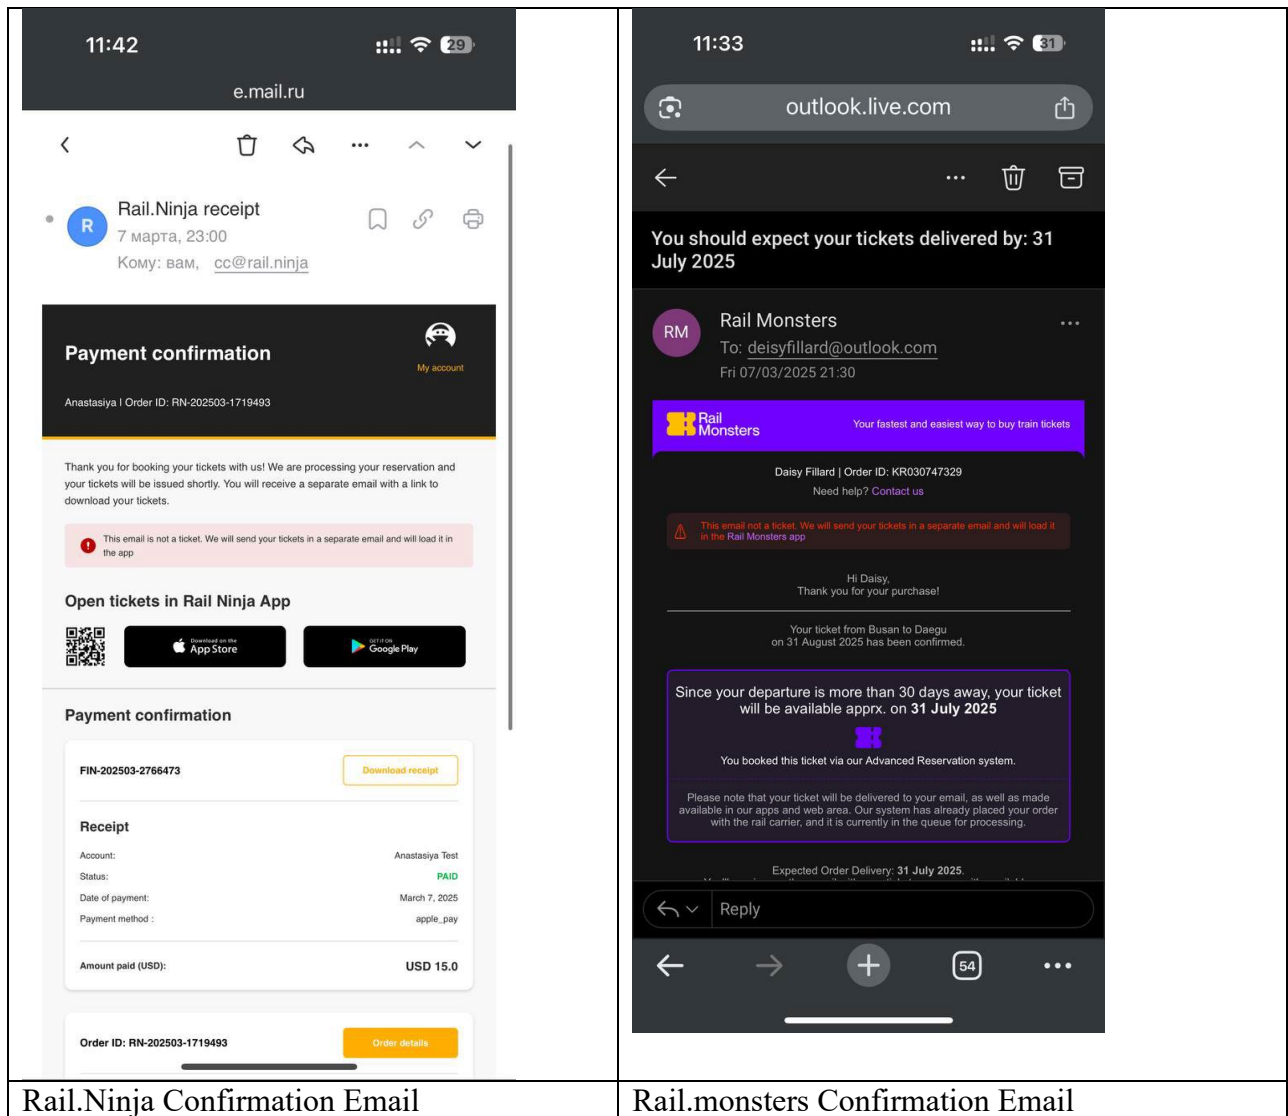 11:42
29
e.mail.ru
R
Rail.Ninja receipt
7 марта, 23:00
Кому: вам, cc@rail.ninja
Payment confirmation
My account
Anastasiya | Order ID: RN-202503-1719493
Thank you for booking your tickets with us! We are processing your reservation and
your tickets will be issued shortly. You will receive a separate email with a link to
download your tickets.
This email is not a ticket. We will send your tickets in a separate email and will load it in
the app
Open tickets in Rail Ninja App
Download on the
App Store
GET IT ON
Google Play
Payment confirmation
FIN-202503-2766473
Download receipt
Receipt
Account: Anastasiya Test
Status: PAID
Date of payment: March 7, 2025
Payment method : apple_pay
Amount paid (USD): USD 15.0
Order ID: RN-202503-1719493
Order details
Rail.Ninja Confirmation Email
11:33
31
outlook.live.com
You should expect your tickets delivered by: 31
July 2025
RM
Rail Monsters
To: deisyfillard@outlook.com
Fri 07/03/2025 21:30
Rail
Monsters
Your fastest and easiest way to buy train tickets
Daisy Fillard | Order ID: KR030747329
Need help? Contact us
This email not a ticket. We will send your tickets in a separate email and will load it
in the Rail Monsters app
Hi Daisy,
Thank you for your purchase!
Your ticket from Busan to Daegu
on 31 August 2025 has been confirmed.
Since your departure is more than 30 days away, your ticket
will be available apprx. on 31 July 2025
You booked this ticket via our Advanced Reservation system.
Please note that your ticket will be delivered to your email, as well as made
available in our apps and web area. Our system has already placed your order
with the rail carrier, and it is currently in the queue for processing.
Expected Order Delivery: 31 July 2025.
Reply
54
Rail.monsters Confirmation Email